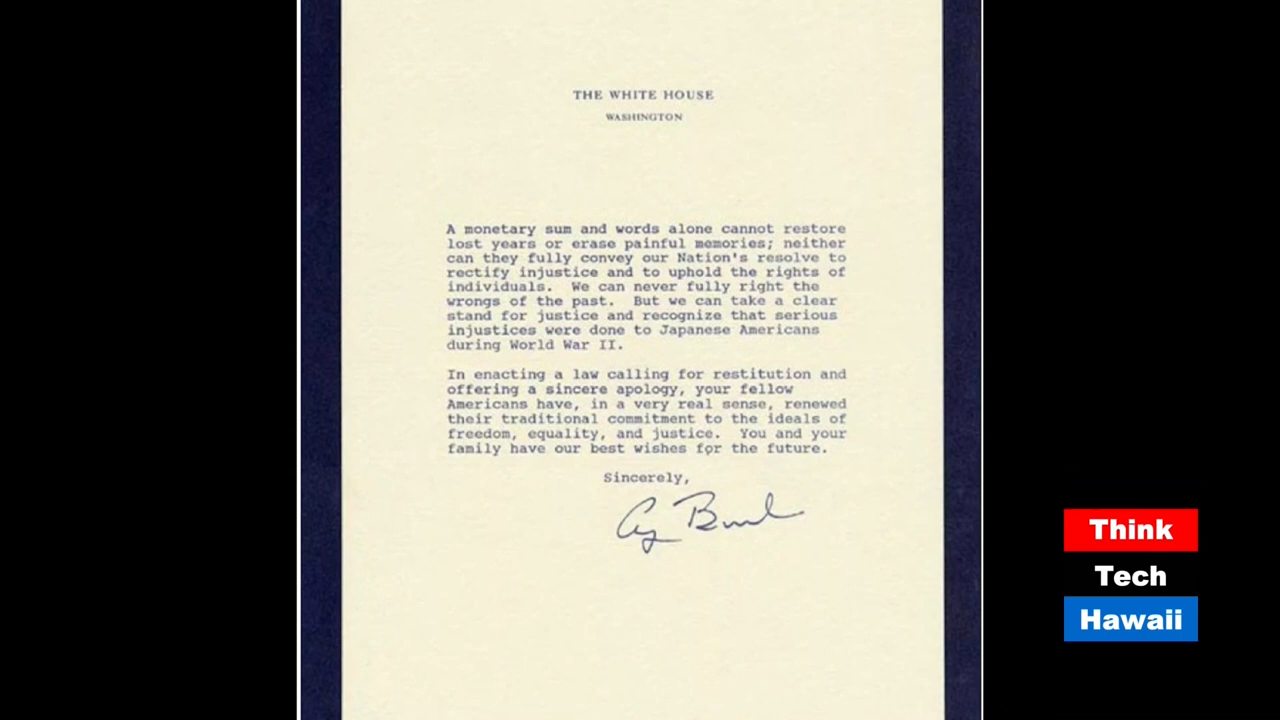 THE WHITE HOUSE
WASHINGTON
A monetary sum and words alone cannot restore
lost years or erase painful memories; neither
can they fully convey our Nation's resolve to
rectify injustice and to uphold the rights of
individuals. We can never fully right the
wrongs of the past. But we can take a clear
stand for justice and recognize that serious
injustices were done to Japanese Americans
during World War II.
In enacting a law calling for restitution and
offering a sincere apology, your fellow
Americans have, in a very real sense, renewed
their traditional commitment to the ideals of
freedom, equality, and justice. You and your
family have our best wishes for the future.
Sincerely,
Think
Tech
Hawaii